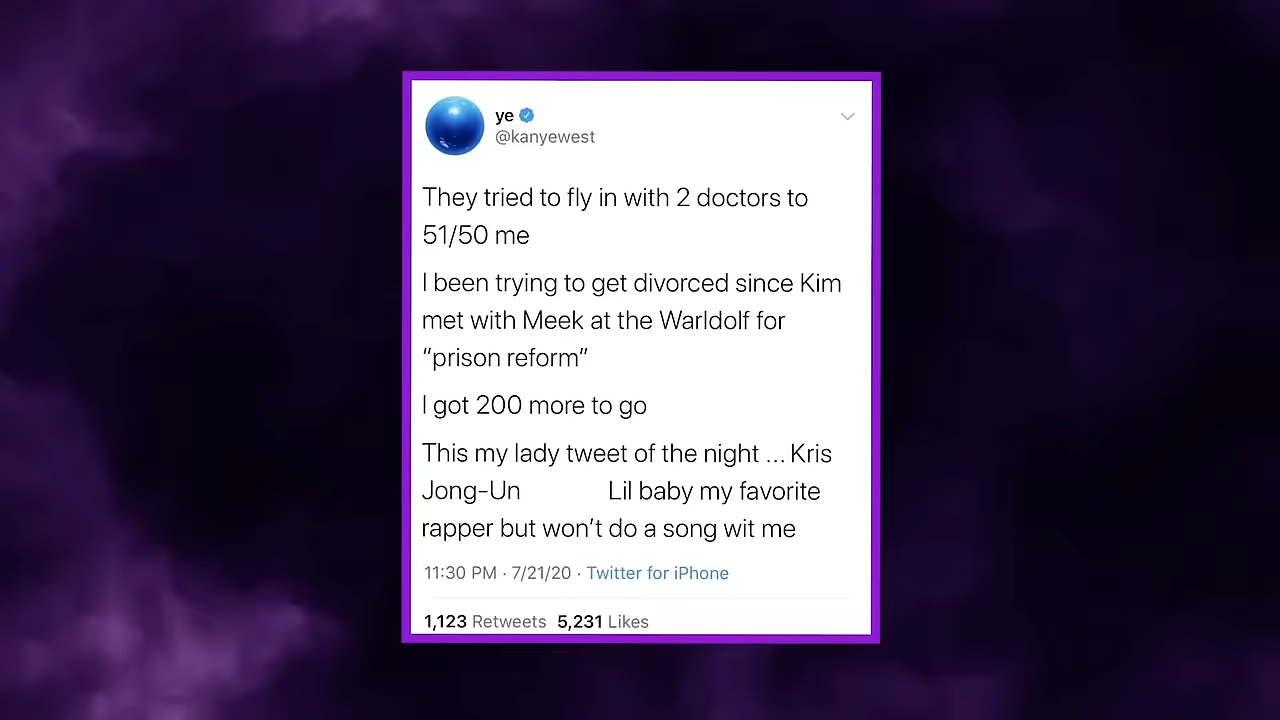 ye
@kanyewest
They tried to fly in with 2 doctors to
51/50 me
I been trying to get divorced since Kim
met with Meek at the Warldolf for
“prison reform”
I got 200 more to go
This my lady tweet of the night ... Kris
Jong-Un Lil baby my favorite
rapper but won’t do a song wit me
11:30 PM · 7/21/20 · Twitter for iPhone
1,123 Retweets 5,231 Likes